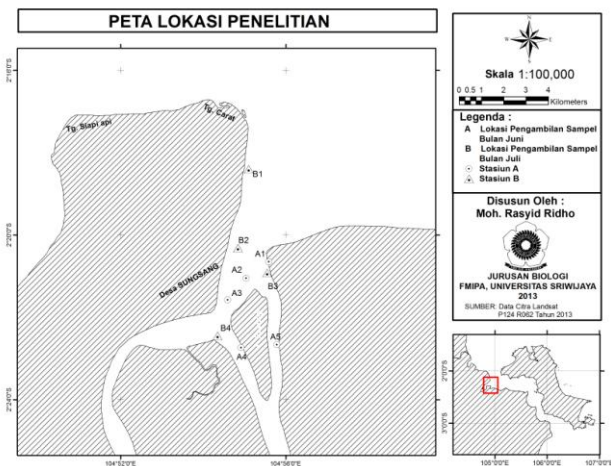 PETA LOKASI PENELITIAN
2°16'0"S
2°20'0"S
2°24'0"S
104°52'0"E
104°56'0"E
Tg. Siapi api
Tg. Carat
Desa SUNGSANG
B1
B2
A1
A2
B3
A3
B4
A4
A5
Skala 1:100,000
0 0.5 1 2 3 4
Kilometers
Legenda :
A Lokasi Pengambilan Sampel
Bulan Juni
B Lokasi Pengambilan Sampel
Bulan Juli
Stasiun A
Stasiun B
Disusun Oleh :
Moh. Rasyid Ridho
JURUSAN BIOLOGI
FMIPA, UNIVERSITAS SRIWIJAYA
2013
SUMBER: Data Citra Landsat
P124 R062 Tahun 2013
2°0'0"S
3°0'0"S
105°0'0"E
106°0'0"E
107°0'0"E